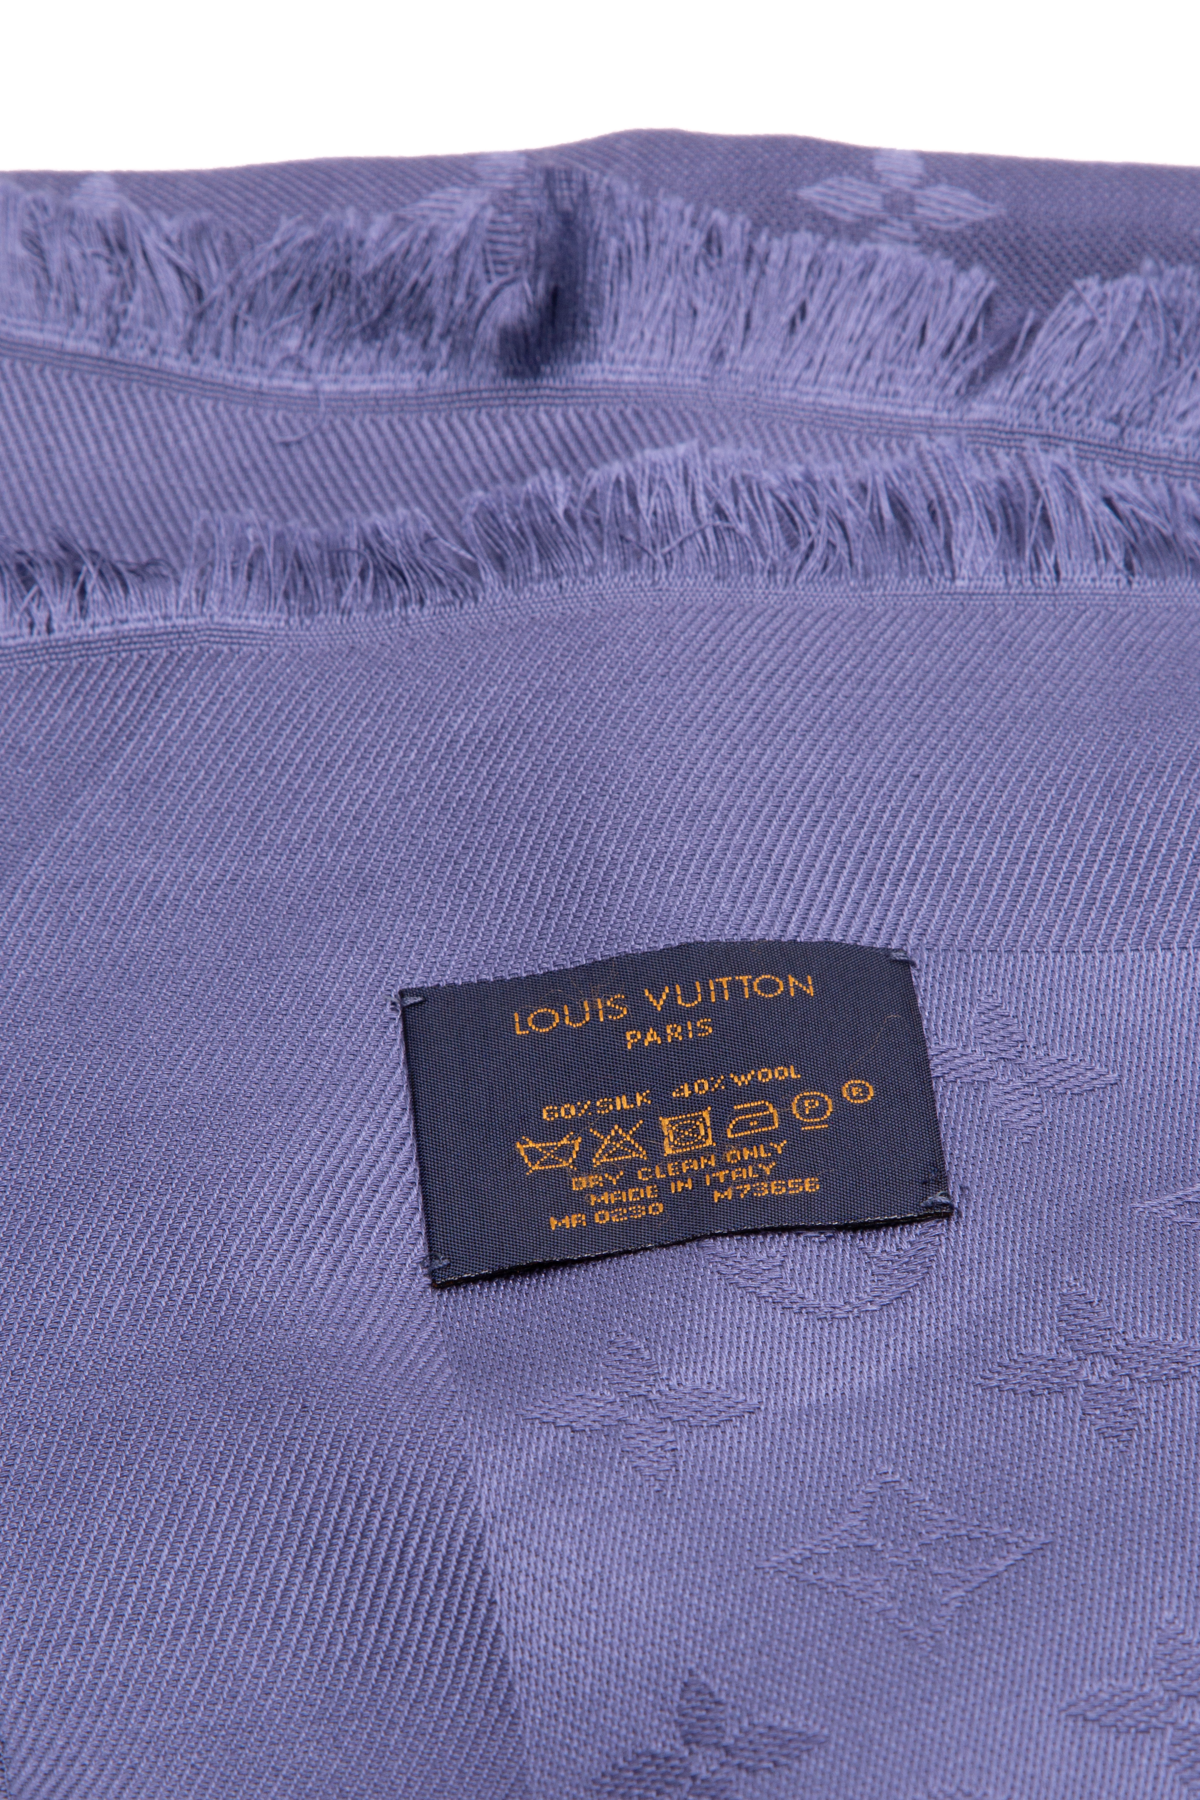 LOUIS VUITTON
PARIS
60% SILK 40% WOOL
P ®
DRY CLEAN ONLY
MADE IN ITALY
MR 0230 M73656